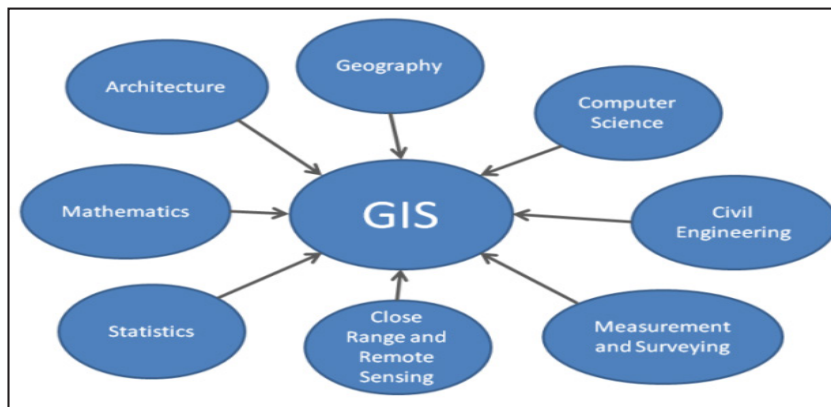 Geography
Architecture
Computer
Science
Mathematics
GIS
Civil
Engineering
Statistics
Close
Range and
Remote
Sensing
Measurement
and Surveying